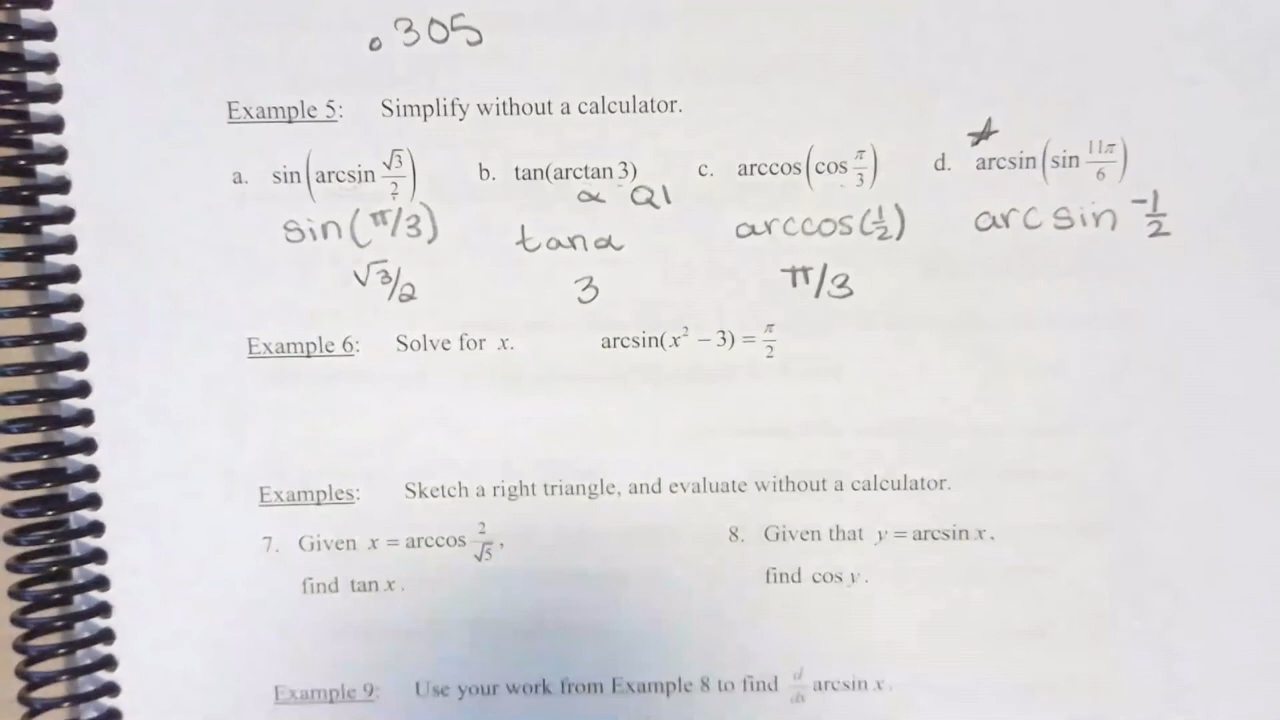 .305
Example 5: Simplify without a calculator.
a. sin(arcsin √3/2) b. tan(arctan 3) c. arccos(cos π/3) d. arcsin(sin 11π/6)
α Q1
sin(π/3) tanα arccos(1/2) arcsin -1/2
√3/2 3 π/3
Example 6: Solve for x. arcsin(x² − 3) = π/2
Examples: Sketch a right triangle, and evaluate without a calculator.
7. Given x = arccos 2/√5, 8. Given that y = arcsin x,
find tan x. find cos y.
Example 9: Use your work from Example 8 to find d/dx arcsin x.